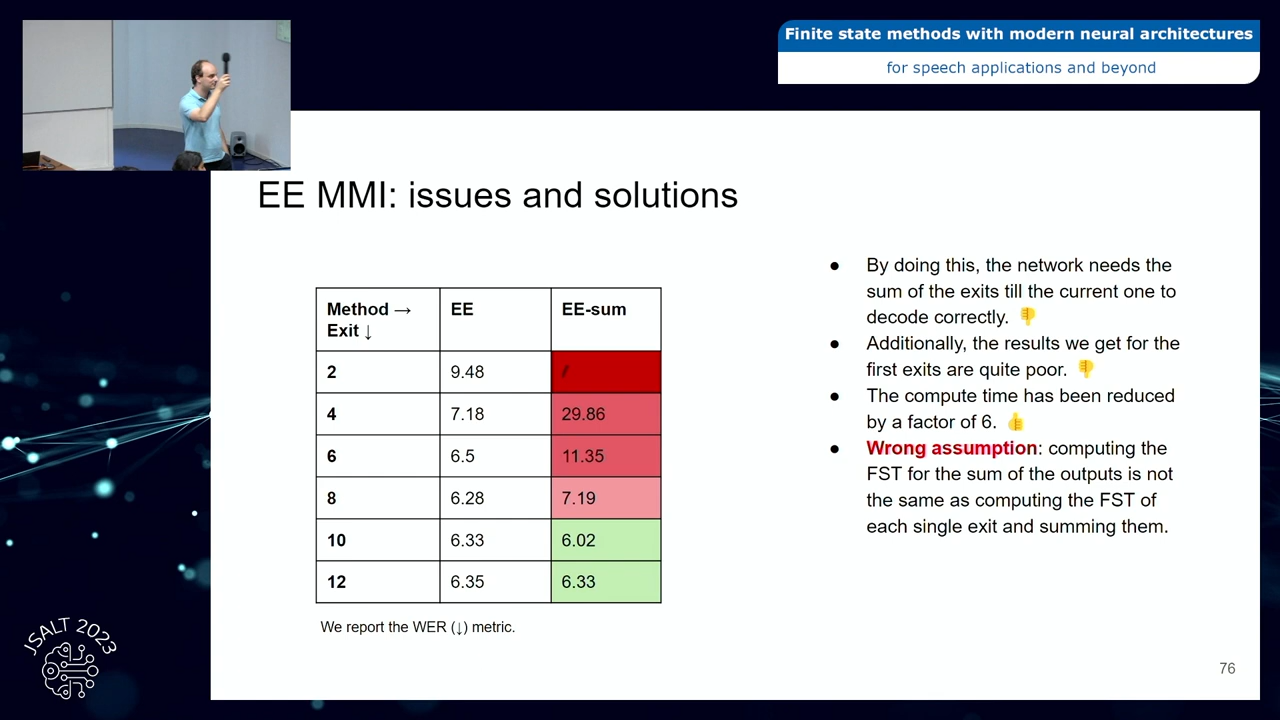 Finite state methods with modern neural architectures
for speech applications and beyond
EE MMI: issues and solutions
Method → EE EE-sum
Exit ↓
2 9.48 /
4 7.18 29.86
6 6.5 11.35
8 6.28 7.19
10 6.33 6.02
12 6.35 6.33
We report the WER (↓) metric.
● By doing this, the network needs the
sum of the exits till the current one to
decode correctly. 👎
● Additionally, the results we get for the
first exits are quite poor. 👎
● The compute time has been reduced
by a factor of 6. 👍
● Wrong assumption: computing the
FST for the sum of the outputs is not
the same as computing the FST of
each single exit and summing them.
JSALT 2023
76